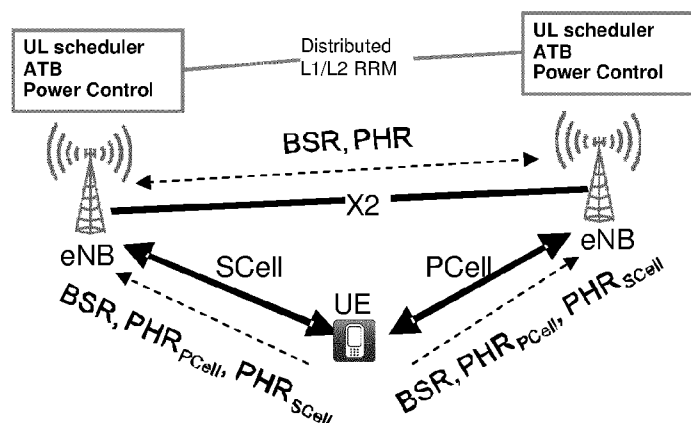 UL scheduler
ATB
Power Control
Distributed
L1/L2 RRM
UL scheduler
ATB
Power Control
BSR, PHR
X2
eNB
eNB
SCell
PCell
UE
BSR, PHR_PCell, PHR_SCell
BSR, PHR_PCell, PHR_SCell